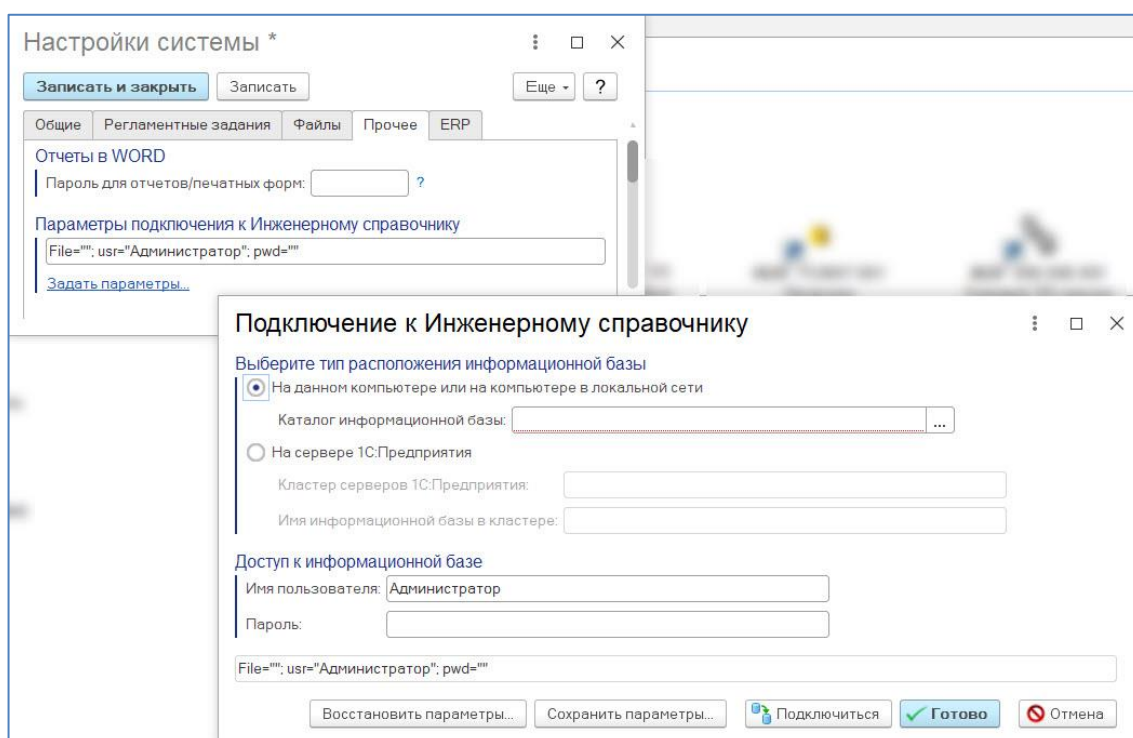 Настройки системы *
Записать и закрыть Записать Еще ?
Общие Регламентные задания Файлы Прочее ERP
Отчеты в WORD
Пароль для отчетов/печатных форм: ?
Параметры подключения к Инженерному справочнику
File=""; usr="Администратор"; pwd=""
Задать параметры...
Подключение к Инженерному справочнику
Выберите тип расположения информационной базы
На данном компьютере или на компьютере в локальной сети
Каталог информационной базы: ...
На сервере 1С:Предприятия
Кластер серверов 1С:Предприятия:
Имя информационной базы в кластере:
Доступ к информационной базе
Имя пользователя: Администратор
Пароль:
File=""; usr="Администратор"; pwd=""
Восстановить параметры... Сохранить параметры... Подключиться Готово Отмена